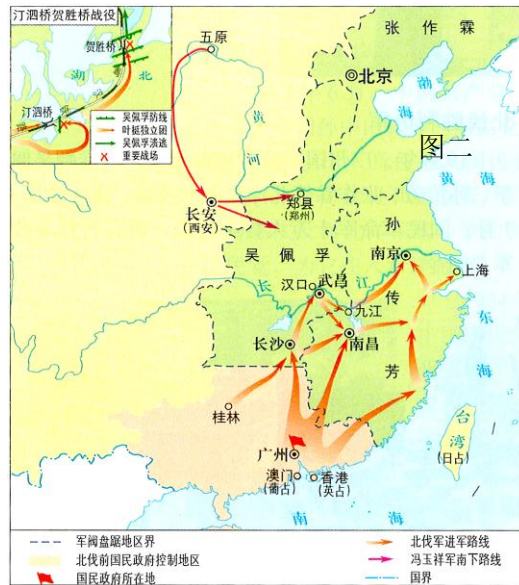 汀泗桥贺胜桥战役
贺胜桥
湖 北
汀泗桥
吴佩孚防线
叶挺独立团
吴佩孚溃逃
重要战场
五原
张作霖
北京
渤
海
图二
黄
河
黄 海
长安
(西安)
郑县
(郑州)
吴佩孚
孙
传
芳
南京
上海
汉口
武昌
长 江
九江
长沙
南昌
东
海
桂林
广州
澳门
(葡占)
香港
(英占)
台
湾
(日占)
南 海
军阀盘踞地区界
北伐前国民政府控制地区
国民政府所在地
北伐军进军路线
冯玉祥军南下路线
国界